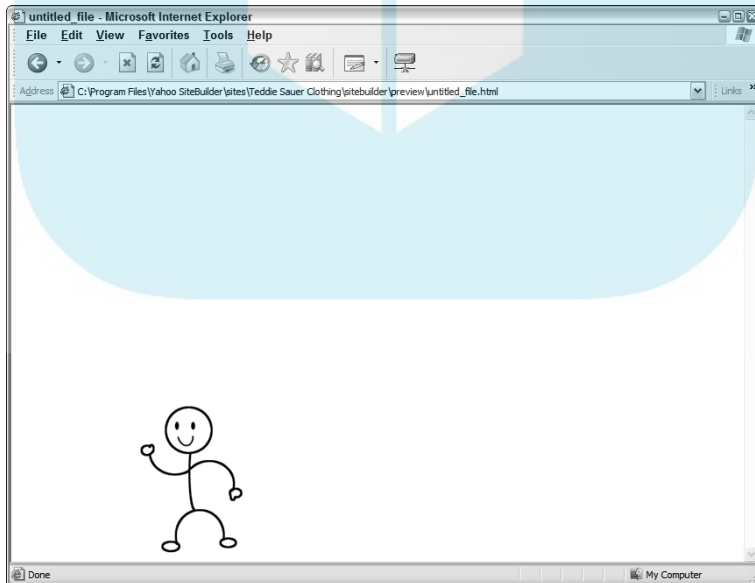 untitled_file - Microsoft Internet Explorer
File Edit View Favorites Tools Help
Address C:\Program Files\Yahoo SiteBuilder\sites\Teddie Sauer Clothing\sitebuilder\preview\untitled_file.html Links »
Done My Computer